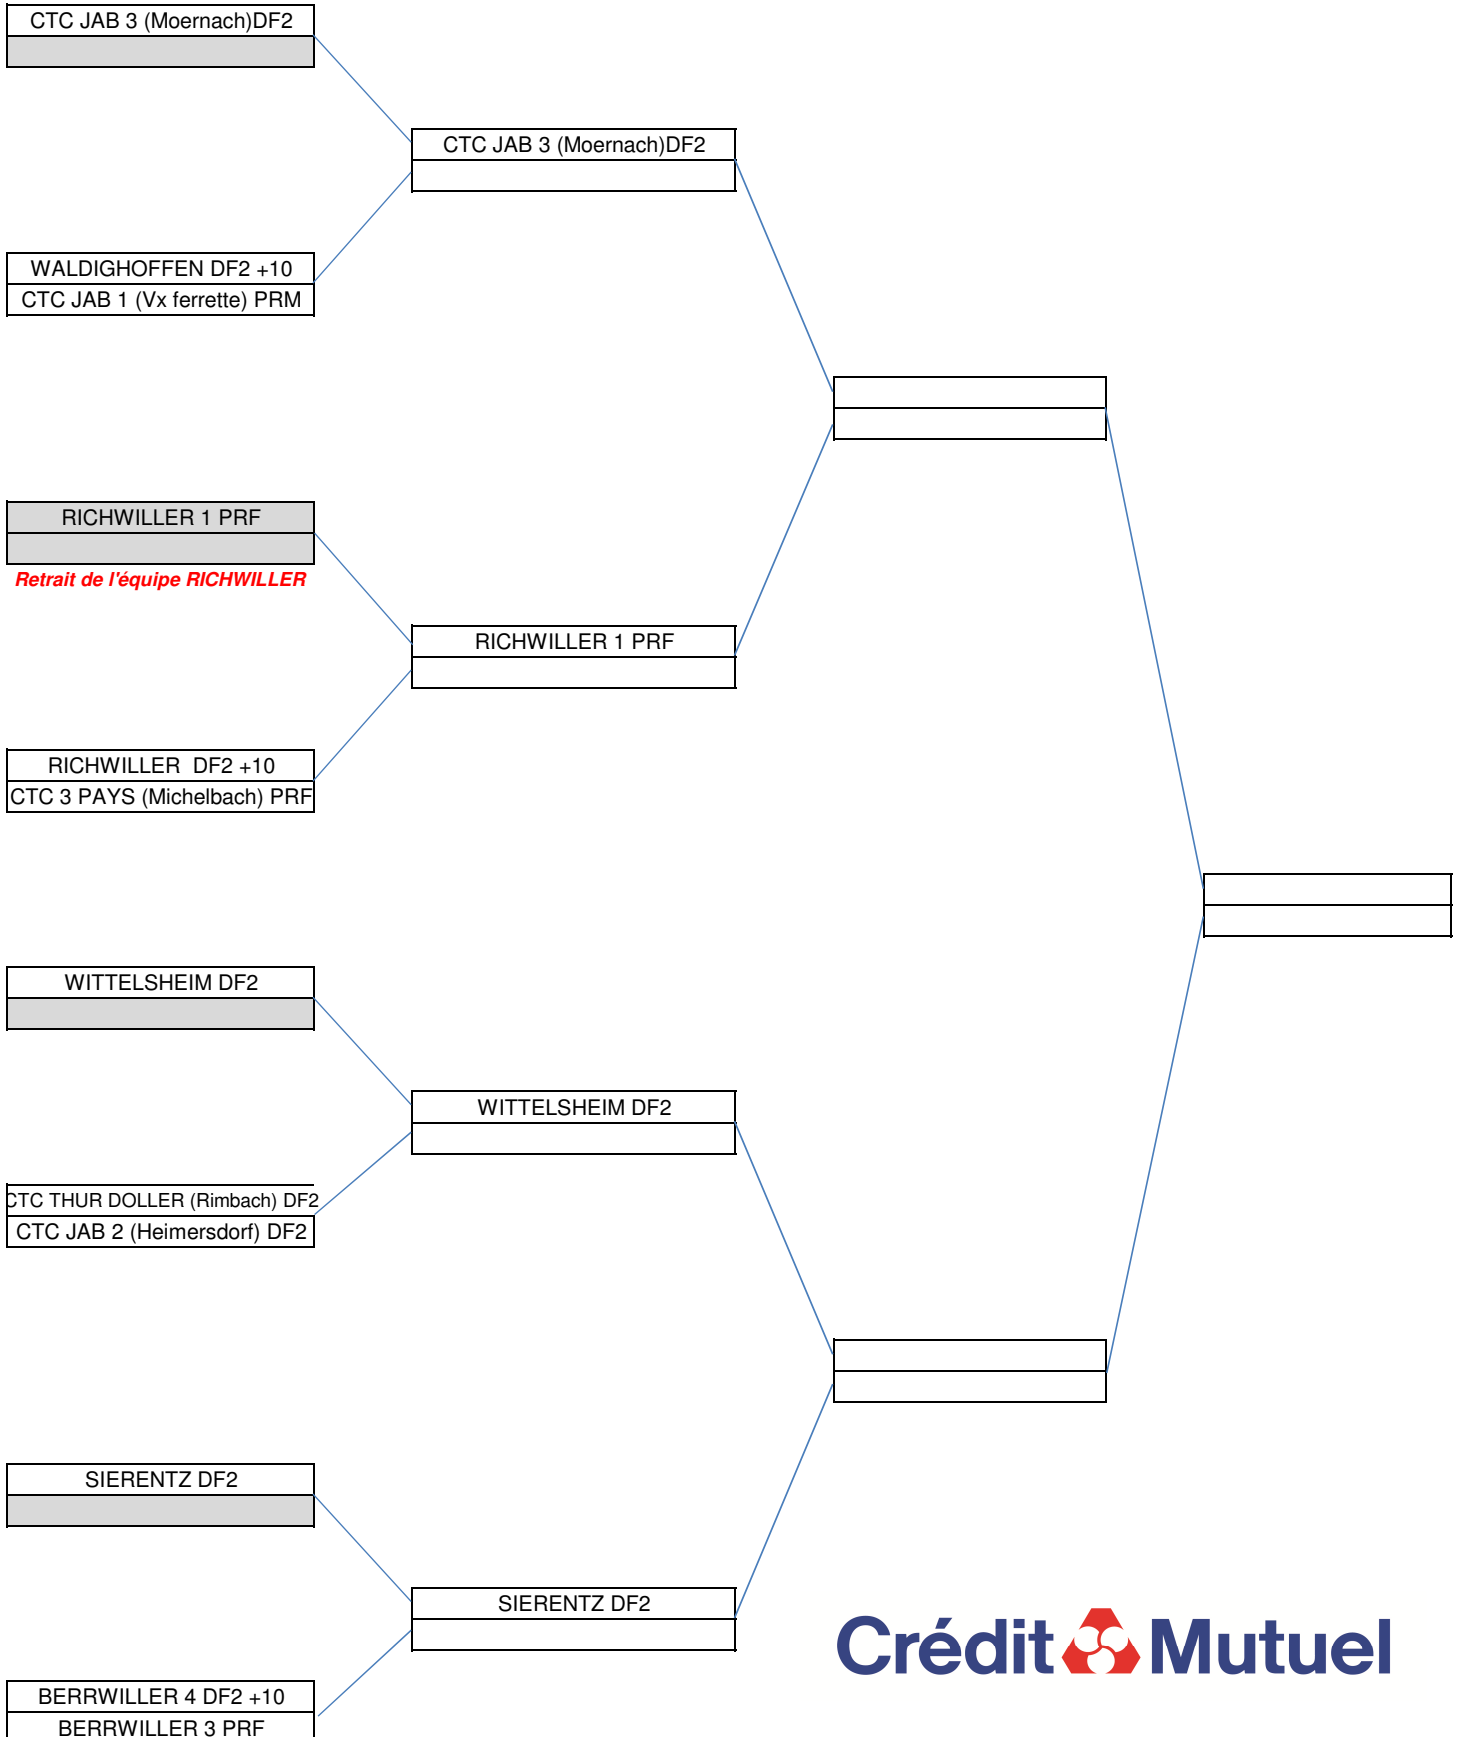 CTC JAB 3 (Moernach)DF2
CTC JAB 3 (Moernach)DF2
WALDIGHOFFEN DF2 +10
CTC JAB 1 (Vx ferrette) PRM
RICHWILLER 1 PRF
Retrait de l'équipe RICHWILLER
RICHWILLER 1 PRF
RICHWILLER  DF2 +10
CTC 3 PAYS (Michelbach) PRF
WITTELSHEIM DF2
WITTELSHEIM DF2
CTC THUR DOLLER (Rimbach) DF2
CTC JAB 2 (Heimersdorf) DF2
SIERENTZ DF2
SIERENTZ DF2
Crédit Mutuel
BERRWILLER 4 DF2 +10
BERRWILLER 3 PRF